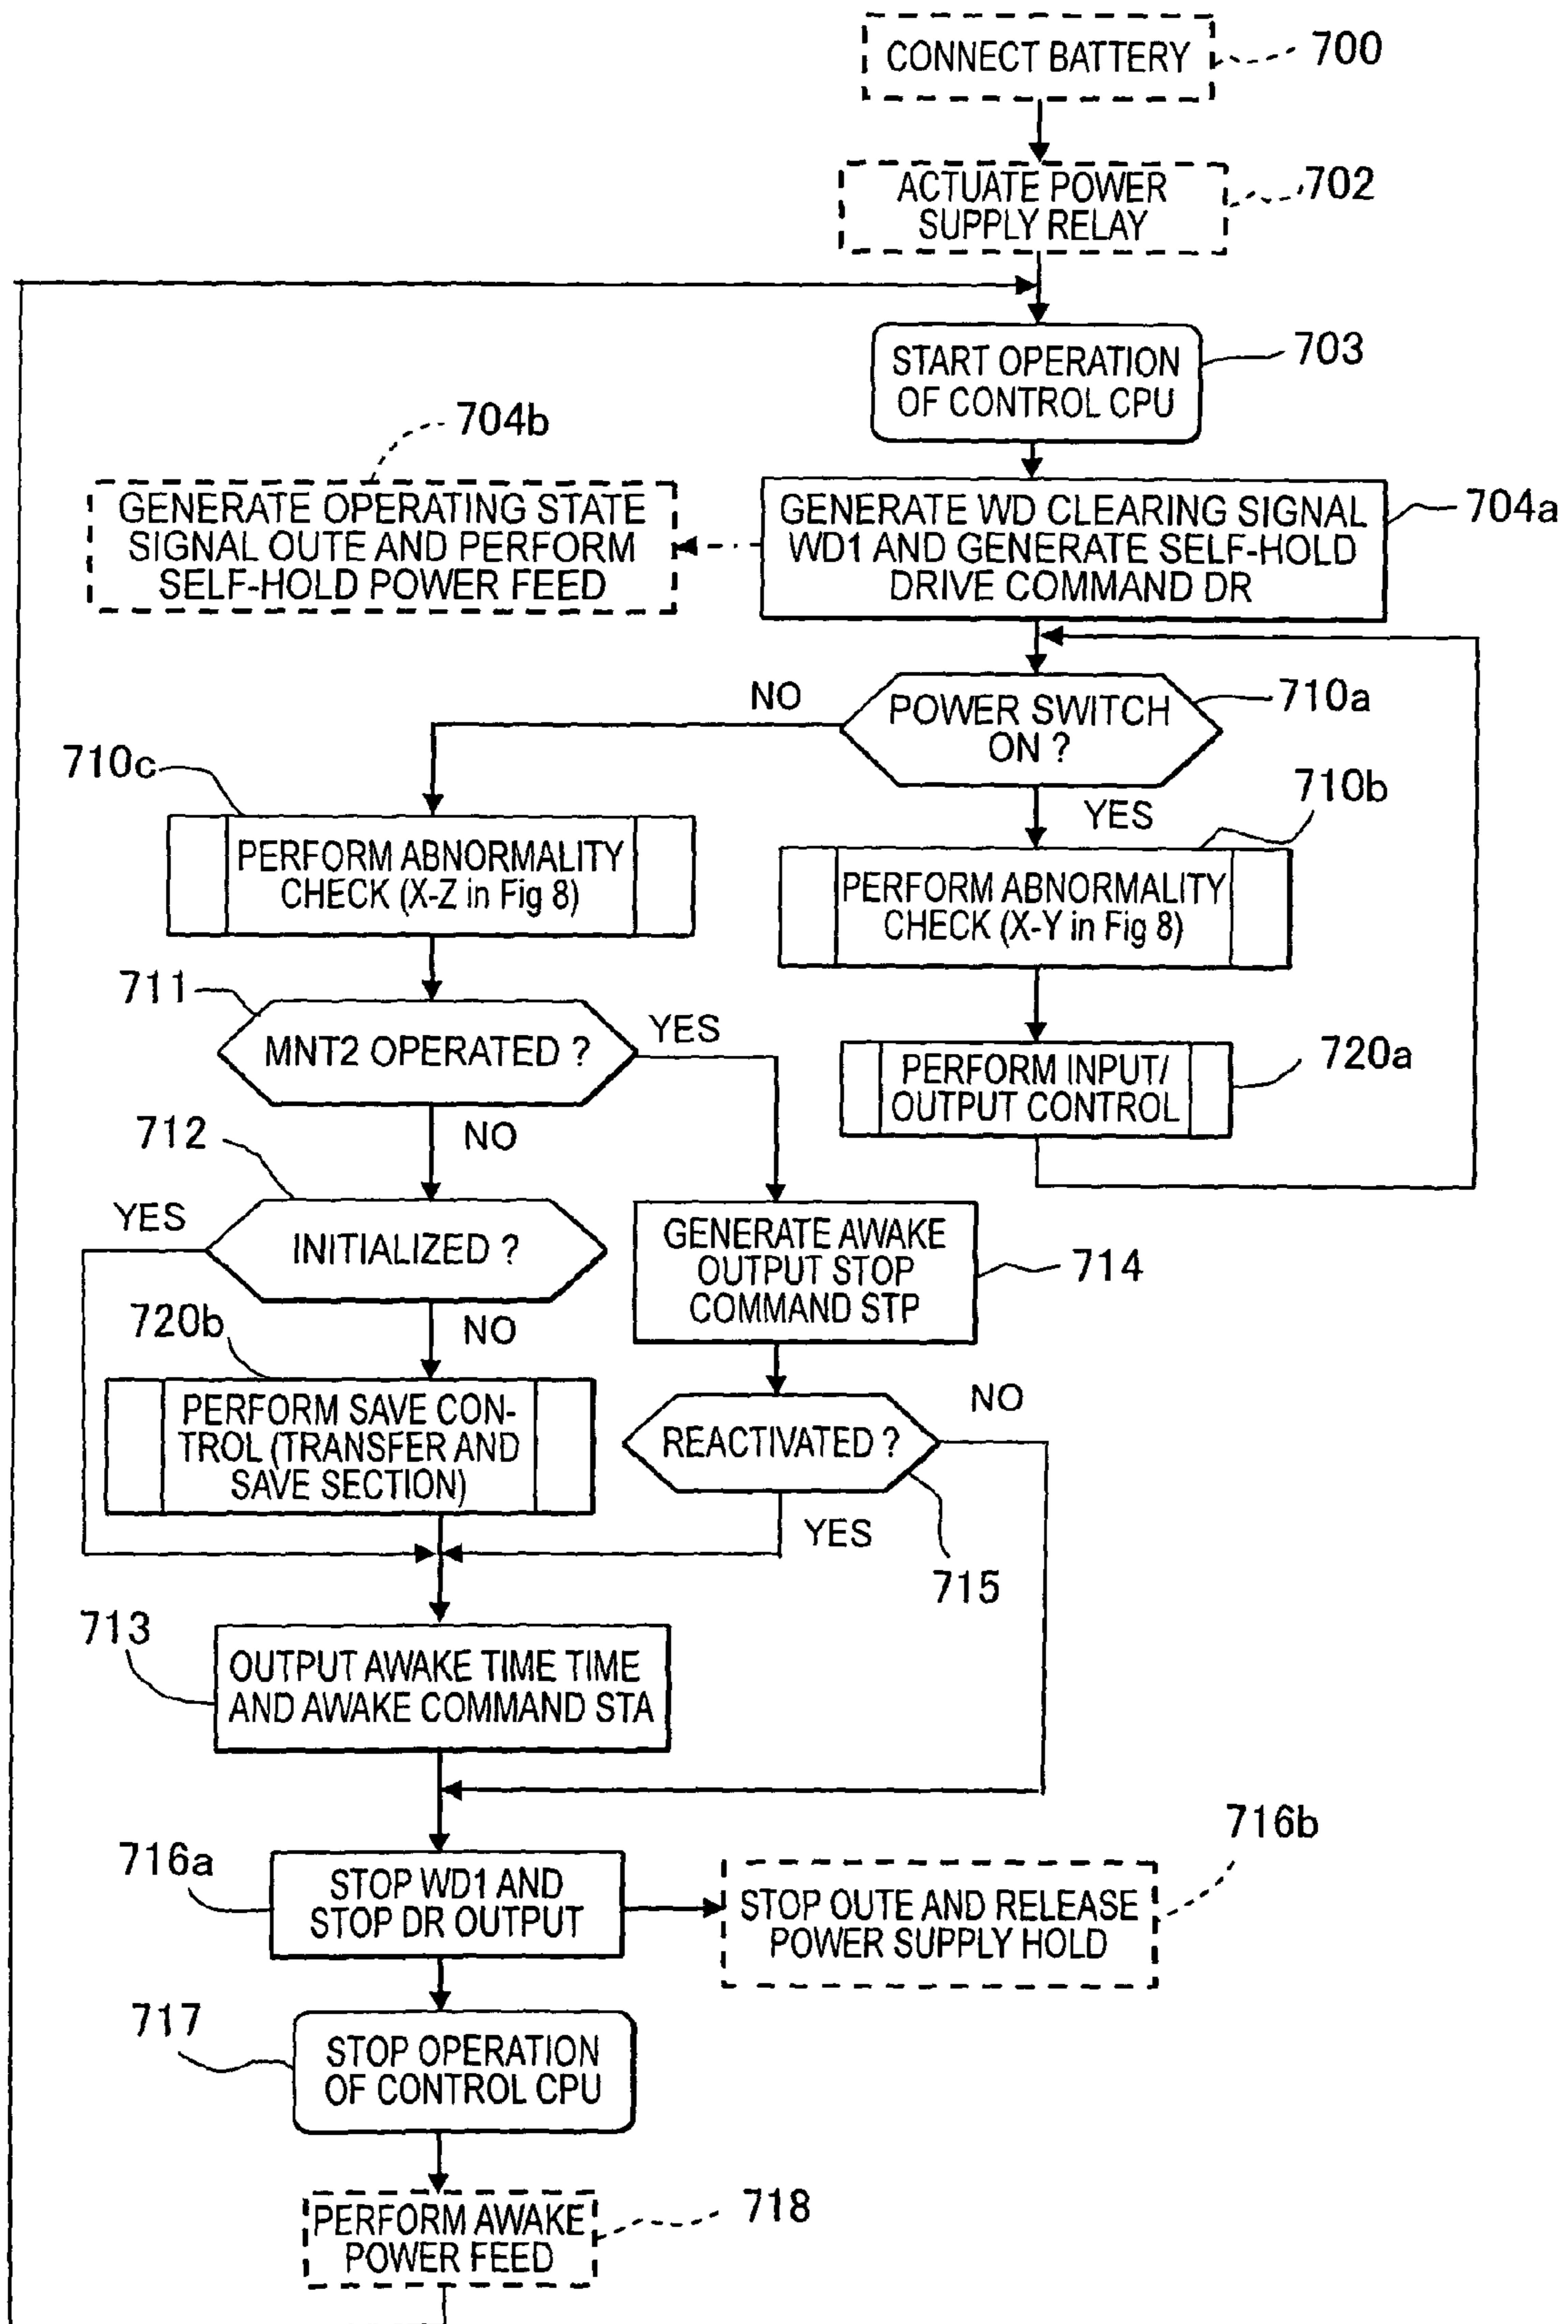 CONNECT BATTERY
700
ACTUATE POWER
SUPPLY RELAY
702
START OPERATION
OF CONTROL CPU
703
704b
GENERATE OPERATING STATE
SIGNAL OUTE AND PERFORM
SELF-HOLD POWER FEED
GENERATE WD CLEARING SIGNAL
WD1 AND GENERATE SELF-HOLD
DRIVE COMMAND DR
704a
NO
POWER SWITCH
ON ?
710a
710c
YES
710b
PERFORM ABNORMALITY
CHECK (X-Z in Fig 8)
PERFORM ABNORMALITY
CHECK (X-Y in Fig 8)
711
MNT2 OPERATED ?
YES
PERFORM INPUT/
OUTPUT CONTROL
720a
712
NO
YES
INITIALIZED ?
GENERATE AWAKE
OUTPUT STOP
COMMAND STP
714
720b
NO
PERFORM SAVE CON-
TROL (TRANSFER AND
SAVE SECTION)
REACTIVATED ?
NO
YES
715
713
OUTPUT AWAKE TIME TIME
AND AWAKE COMMAND STA
716a
STOP WD1 AND
STOP DR OUTPUT
716b
STOP OUTE AND RELEASE
POWER SUPPLY HOLD
717
STOP OPERATION
OF CONTROL CPU
PERFORM AWAKE
POWER FEED
718